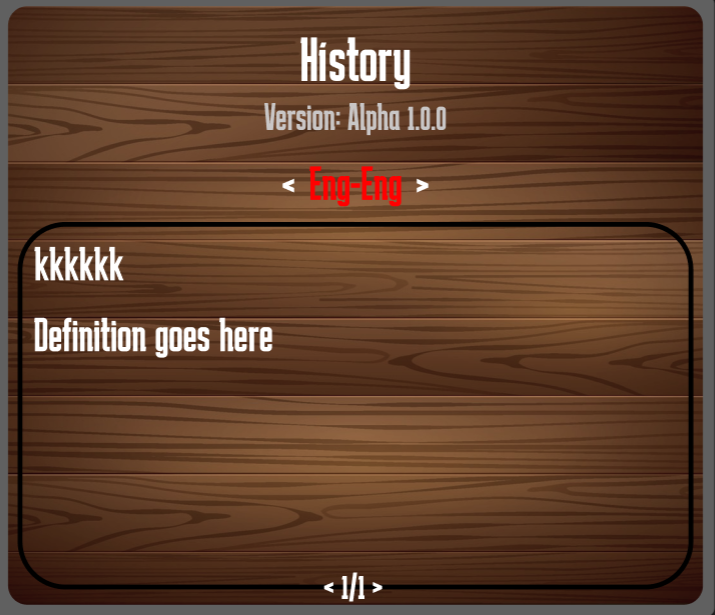 History
Version: Alpha 1.0.0
< Eng-Eng >
kkkkkk
Definition goes here
< 1/1 >